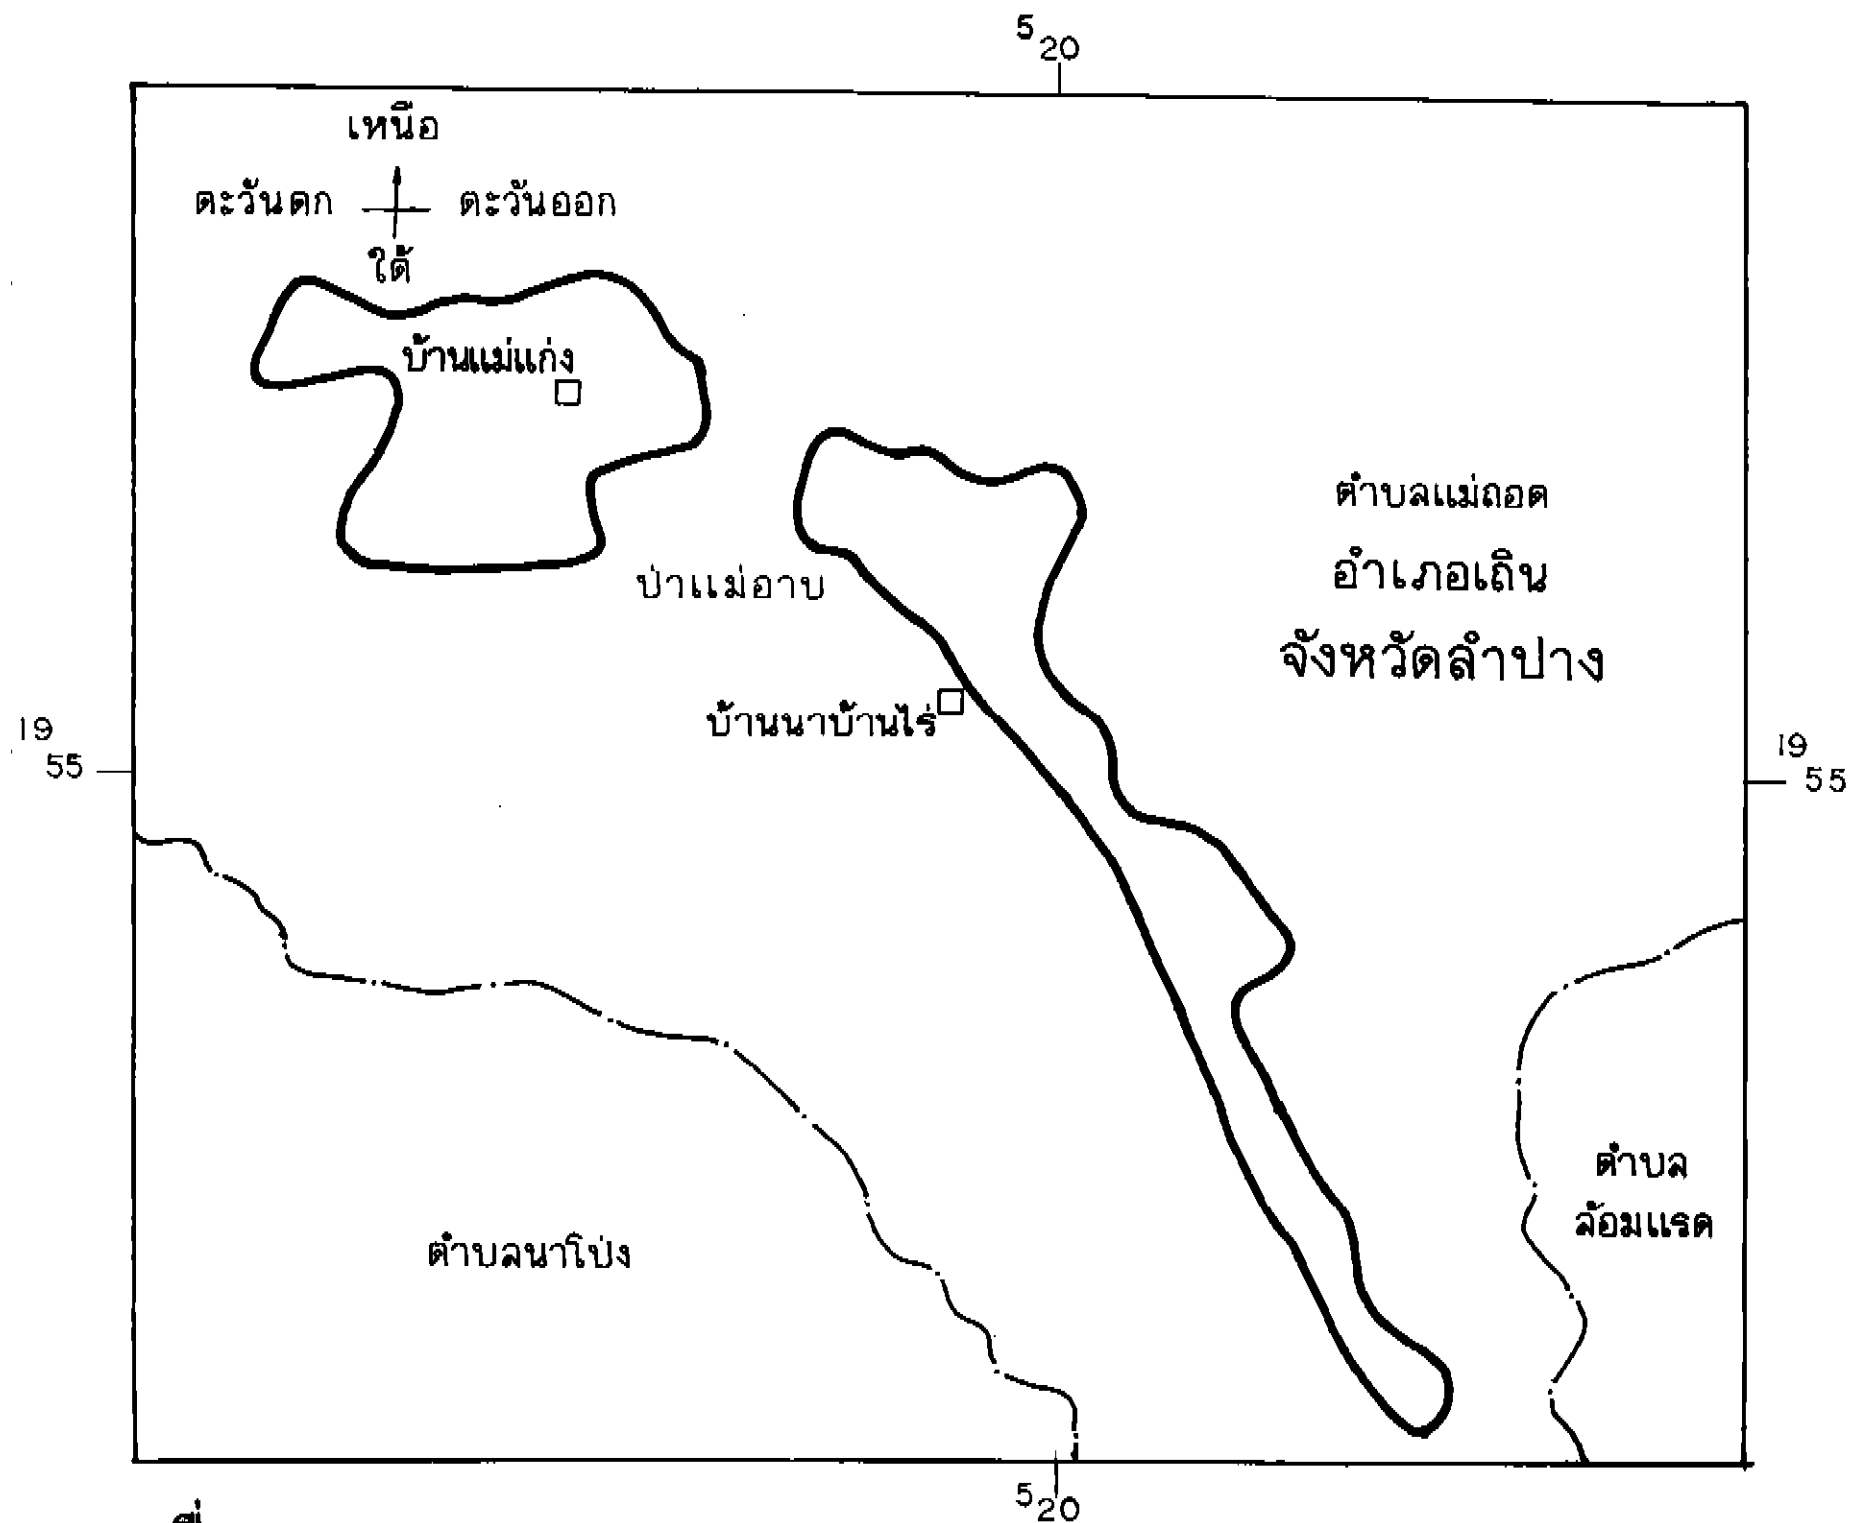 5 20
เหนือ
ตะวันตก ตะวันออก
ใต้
บ้านแม่แก่ง
ตำบลแม่ถอด
อำเภอเถิน
จังหวัดลำปาง
ป่าแม่อาบ
บ้านนาบ้านไร่
19 55
19 55
ตำบล
ล้อมแรด
ตำบลนาโป่ง
5 20